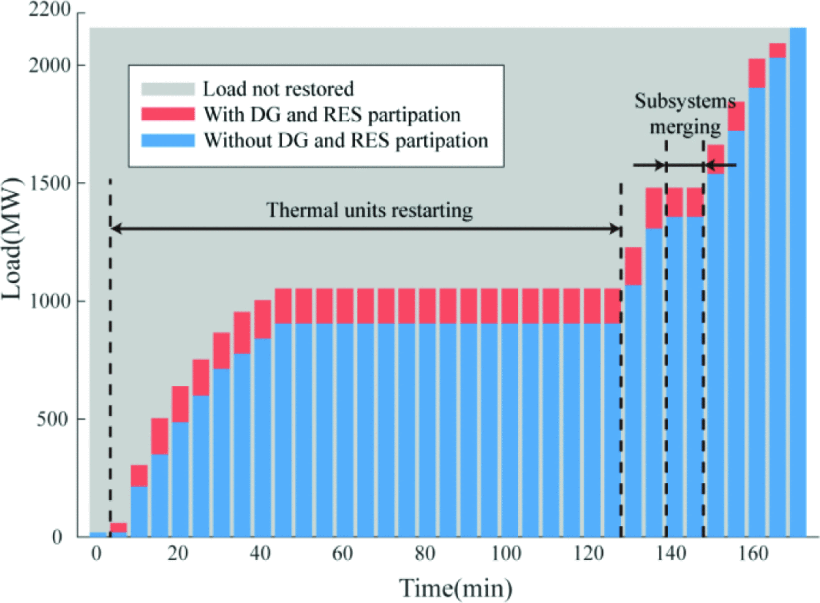 2200
2000
1500
1000
500
0
Load(MW)
Load not restored
With DG and RES partipation
Without DG and RES partipation
Subsystems
merging
Thermal units restarting
0 20 40 60 80 100 120 140 160
Time(min)